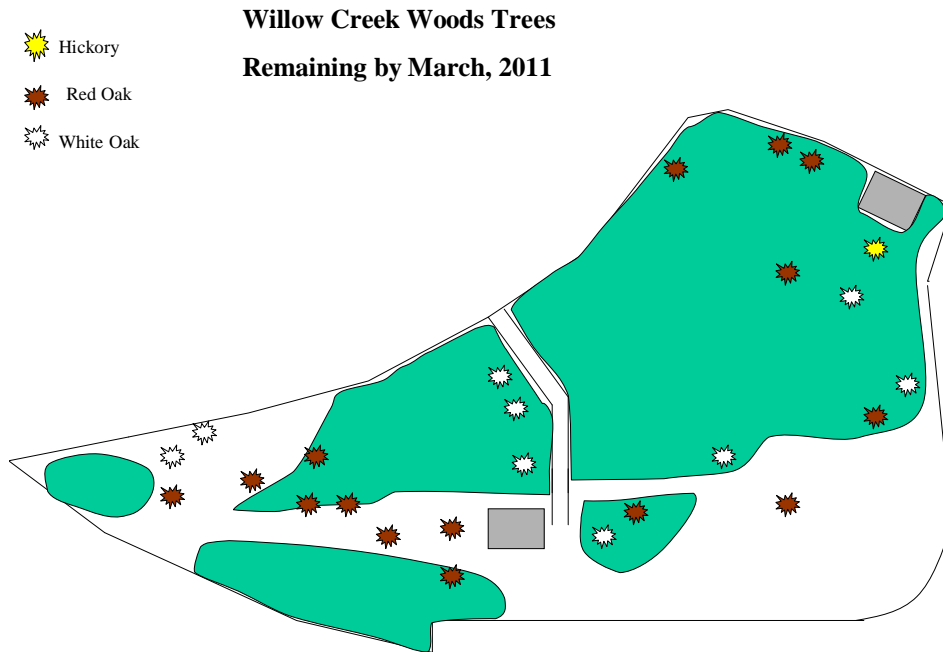 Willow Creek Woods Trees
Remaining by March, 2011
Hickory
Red Oak
White Oak